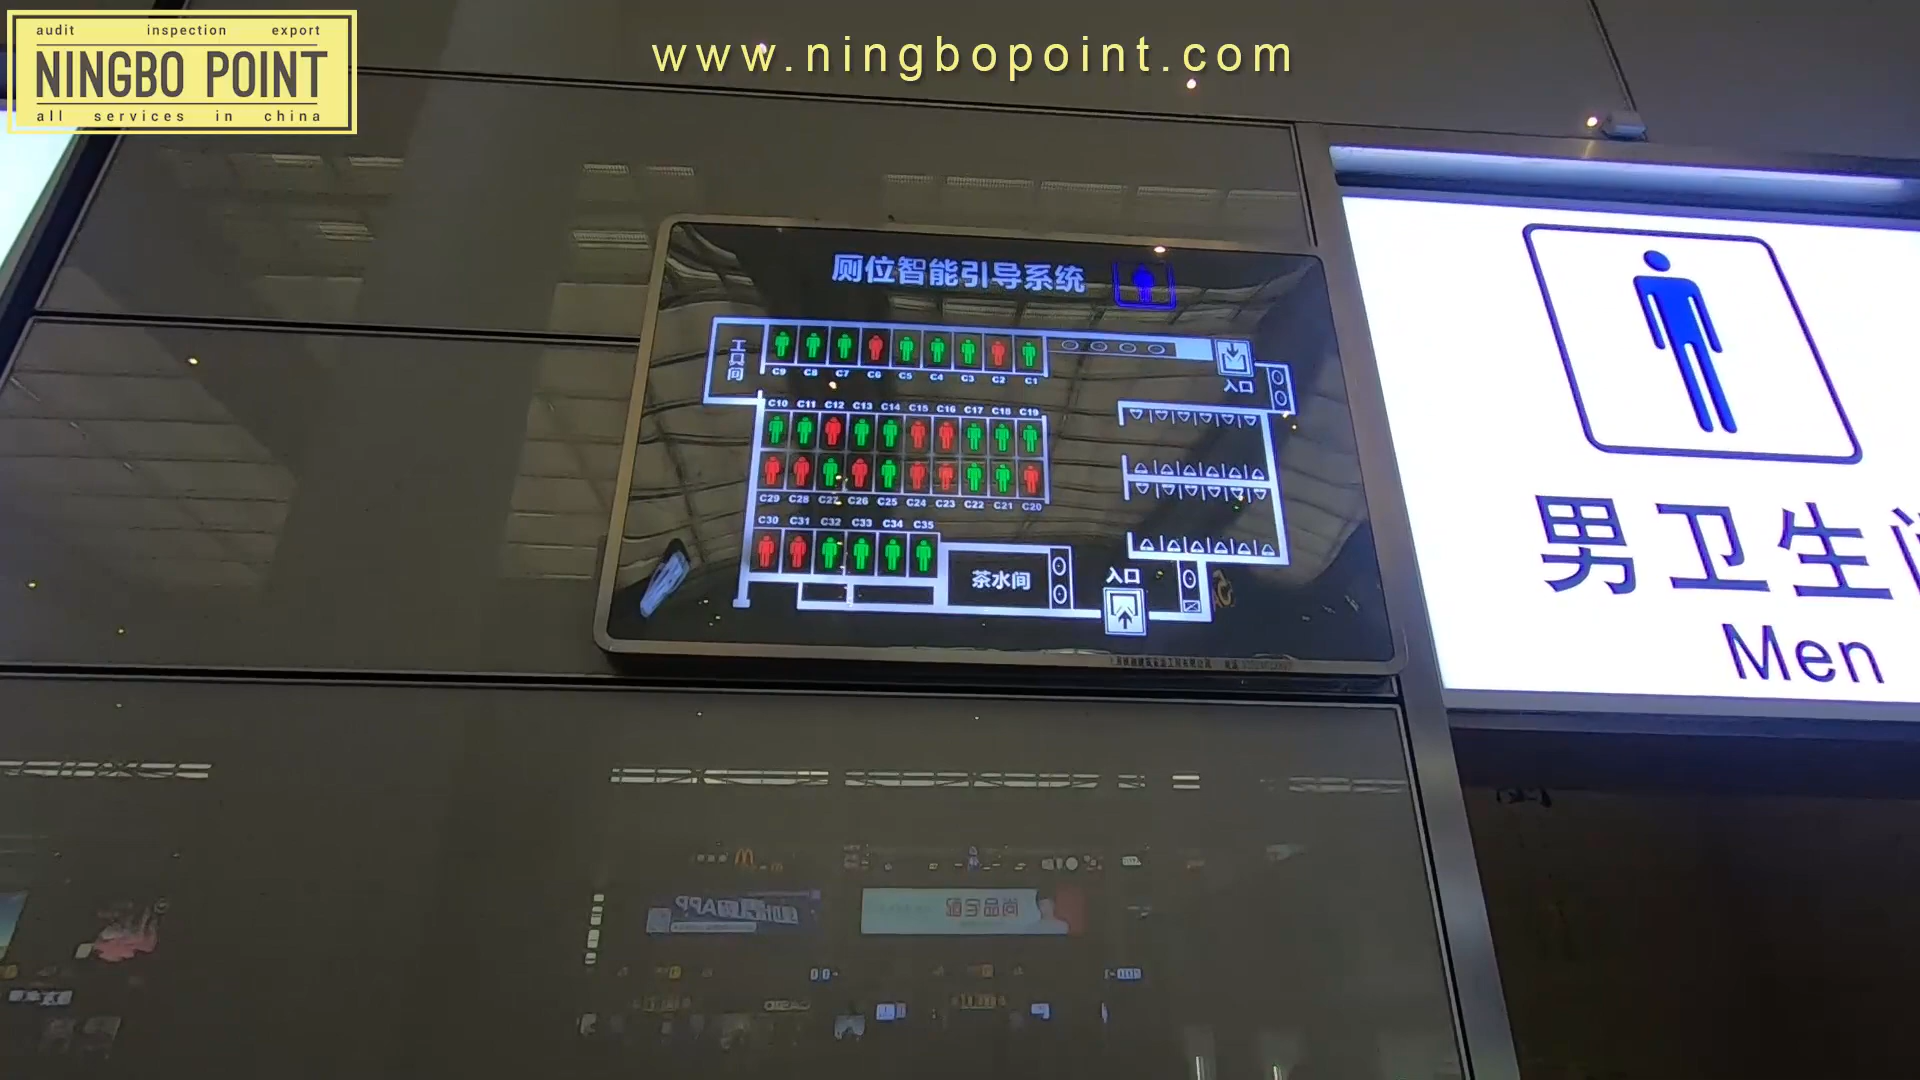 audit inspection export
NINGBO POINT
all services in china
www.ningbopoint.com
厕位智能引导系统
工具间
C9 C8 C7 C6 C5 C4 C3 C2 C1
入口
C10 C11 C12 C13 C14 C15 C16 C17 C18 C19
C29 C28 C27 C26 C25 C24 C23 C22 C21 C20
C30 C31 C32 C33 C34 C35
茶水间
入口
男卫生
Men